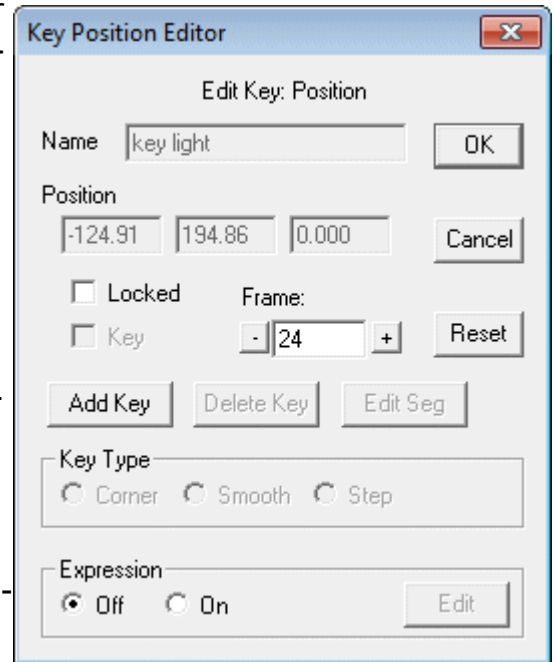 Key Position Editor
Edit Key: Position
Name key light OK
Position
-124.91 194.86 0.000 Cancel
Locked Frame:
Key - 24 + Reset
Add Key Delete Key Edit Seg
Key Type
Corner Smooth Step
Expression
Off On Edit